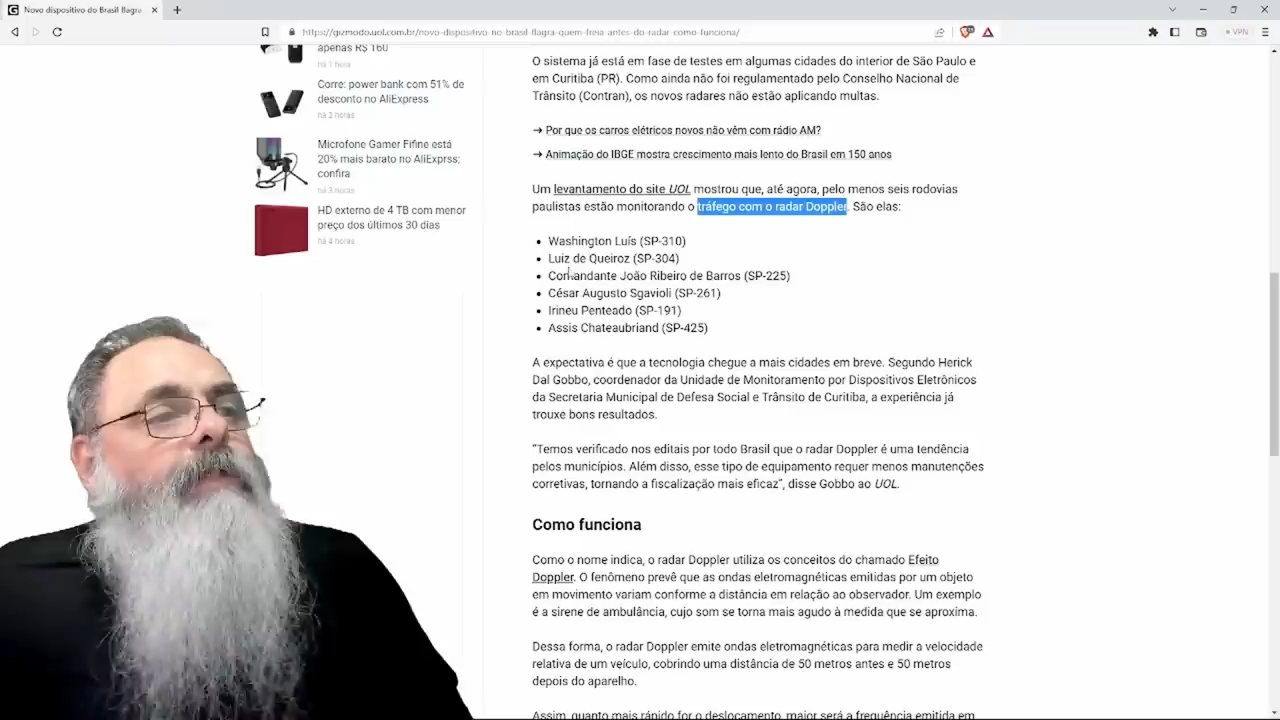 Novo dispositivo do Brasil flagra
https://gizmodo.uol.com.br/novo-dispositivo-no-brasil-flagra-quem-freia-antes-do-radar-como-funciona/
VPN
apenas R$ 160
há 1 hora
Corre: power bank com 51% de
desconto no AliExpress
há 2 horas
Microfone Gamer Fifine está
20% mais barato no AliExprss;
confira
há 3 horas
HD externo de 4 TB com menor
preço dos últimos 30 dias
há 4 horas
O sistema já está em fase de testes em algumas cidades do interior de São Paulo e
em Curitiba (PR). Como ainda não foi regulamentado pelo Conselho Nacional de
Trânsito (Contran), os novos radares não estão aplicando multas.
→ Por que os carros elétricos novos não vêm com rádio AM?
→ Animação do IBGE mostra crescimento mais lento do Brasil em 150 anos
Um levantamento do site UOL mostrou que, até agora, pelo menos seis rodovias
paulistas estão monitorando o tráfego com o radar Doppler. São elas:
• Washington Luís (SP-310)
• Luiz de Queiroz (SP-304)
• Comandante João Ribeiro de Barros (SP-225)
• César Augusto Sgavioli (SP-261)
• Irineu Penteado (SP-191)
• Assis Chateaubriand (SP-425)
A expectativa é que a tecnologia chegue a mais cidades em breve. Segundo Herick
Dal Gobbo, coordenador da Unidade de Monitoramento por Dispositivos Eletrônicos
da Secretaria Municipal de Defesa Social e Trânsito de Curitiba, a experiência já
trouxe bons resultados.
“Temos verificado nos editais por todo Brasil que o radar Doppler é uma tendência
pelos municípios. Além disso, esse tipo de equipamento requer menos manutenções
corretivas, tornando a fiscalização mais eficaz”, disse Gobbo ao UOL.
Como funciona
Como o nome indica, o radar Doppler utiliza os conceitos do chamado Efeito
Doppler. O fenômeno prevê que as ondas eletromagnéticas emitidas por um objeto
em movimento variam conforme a distância em relação ao observador. Um exemplo
é a sirene de ambulância, cujo som se torna mais agudo à medida que se aproxima.
Dessa forma, o radar Doppler emite ondas eletromagnéticas para medir a velocidade
relativa de um veículo, cobrindo uma distância de 50 metros antes e 50 metros
depois do aparelho.
Assim, quanto mais rápido for o deslocamento, maior será a frequência emitida em